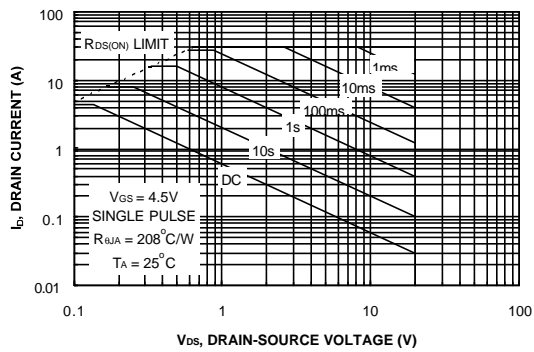 100
RDS(ON) LIMIT
1ms
10ms
100ms
1s
10s
DC
10
1
0.1
0.01
ID, DRAIN CURRENT (A)
VGS = 4.5V
SINGLE PULSE
RθJA = 208°C/W
TA = 25°C
0.1
1
10
100
VDS, DRAIN-SOURCE VOLTAGE (V)